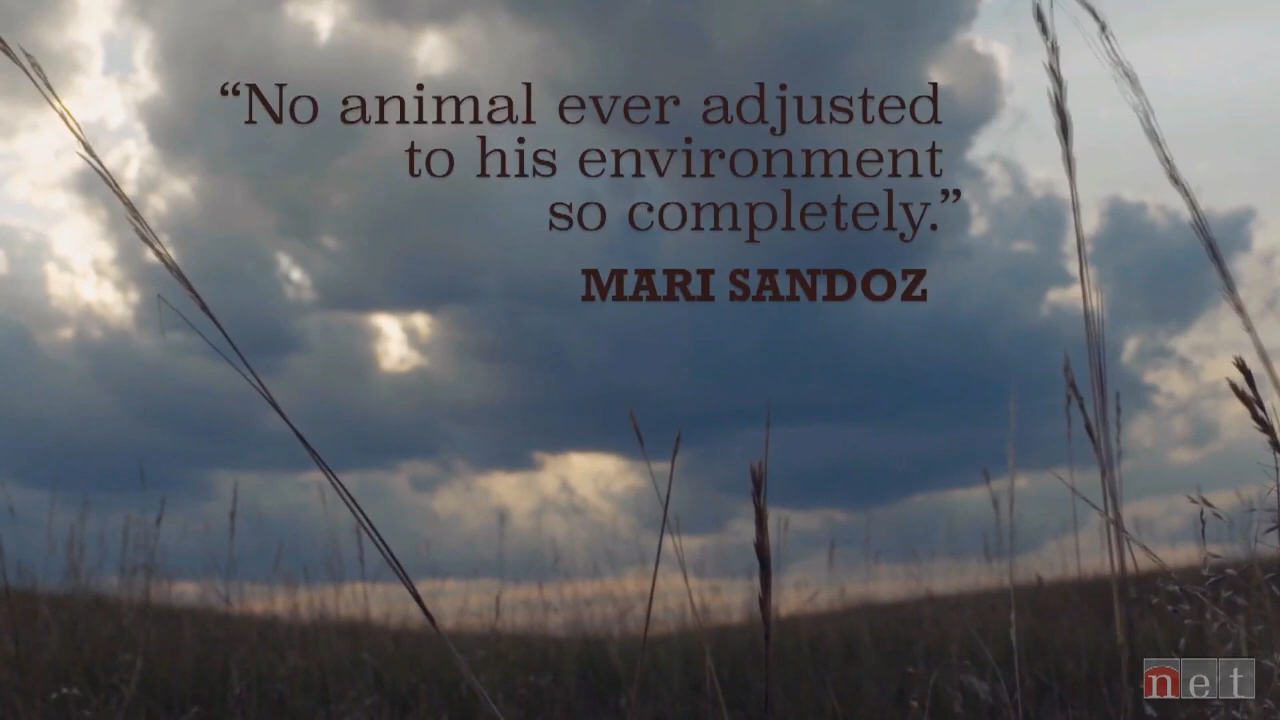 “No animal ever adjusted
to his environment
so completely.”
MARI SANDOZ
net